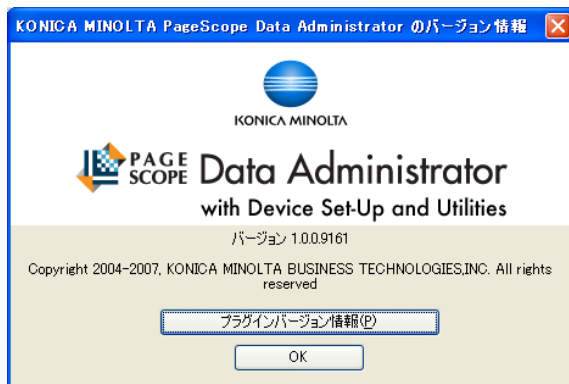 KONICA MINOLTA PageScope Data Administrator のバージョン情報
KONICA MINOLTA
PAGE
SCOPE
Data Administrator
with Device Set-Up and Utilities
バージョン 1.0.0.9161
Copyright 2004-2007, KONICA MINOLTA BUSINESS TECHNOLOGIES,INC. All rights
reserved
プラグインバージョン情報(P)
OK